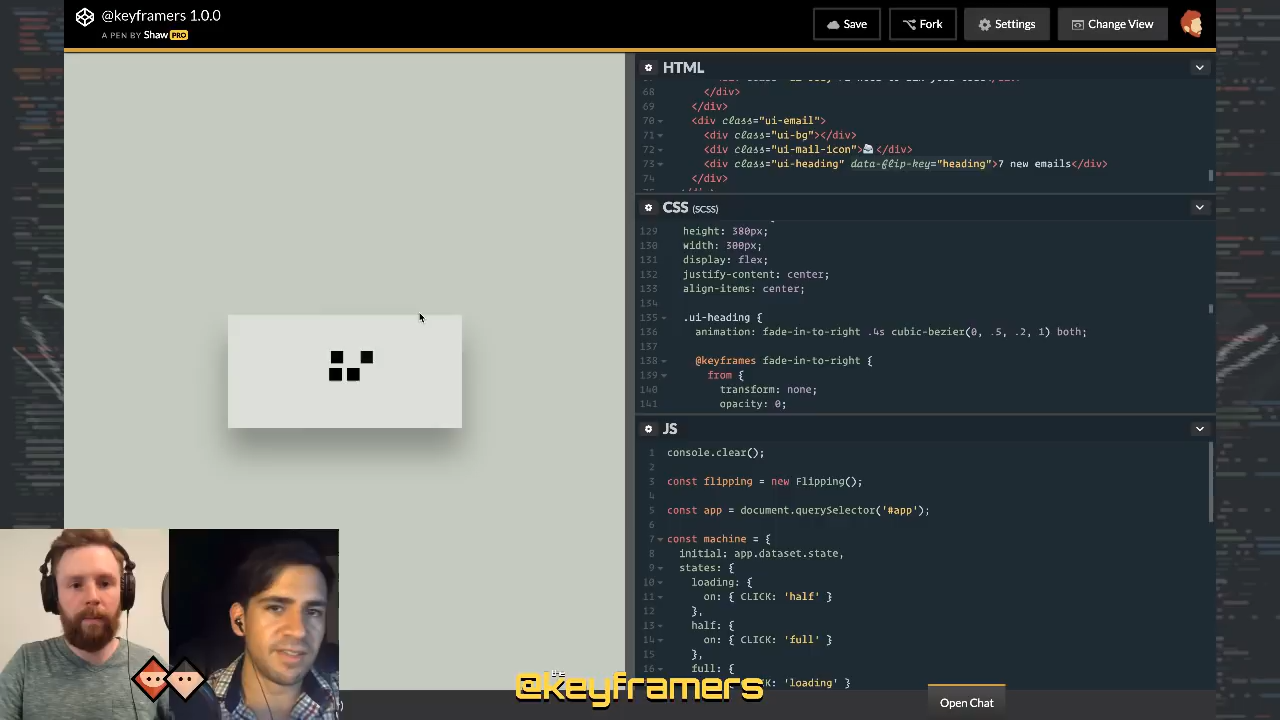 @keyframers 1.0.0
A PEN BY Shaw PRO
Save
Fork
Settings
Change View
HTML
68 </div>
69 </div>
70 <div class="ui-email">
71 <div class="ui-bg"></div>
72 <div class="ui-mail-icon"></div>
73 <div class="ui-heading" data-flip-key="heading">7 new emails</div>
74 </div>
CSS (SCSS)
129 height: 380px;
130 width: 300px;
131 display: flex;
132 justify-content: center;
133 align-items: center;
134
135 .ui-heading {
136 animation: fade-in-to-right .4s cubic-bezier(0, .5, .2, 1) both;
137
138 @keyframes fade-in-to-right {
139 from {
140 transform: none;
141 opacity: 0;
JS
1 console.clear();
2
3 const flipping = new Flipping();
4
5 const app = document.querySelector('#app');
6
7 const machine = {
8 initial: app.dataset.state,
9 states: {
10 loading: {
11 on: { CLICK: 'half' }
12 },
13 half: {
14 on: { CLICK: 'full' }
15 },
16 full: {
CLICK: 'loading' }
the
@keyframers
Open Chat